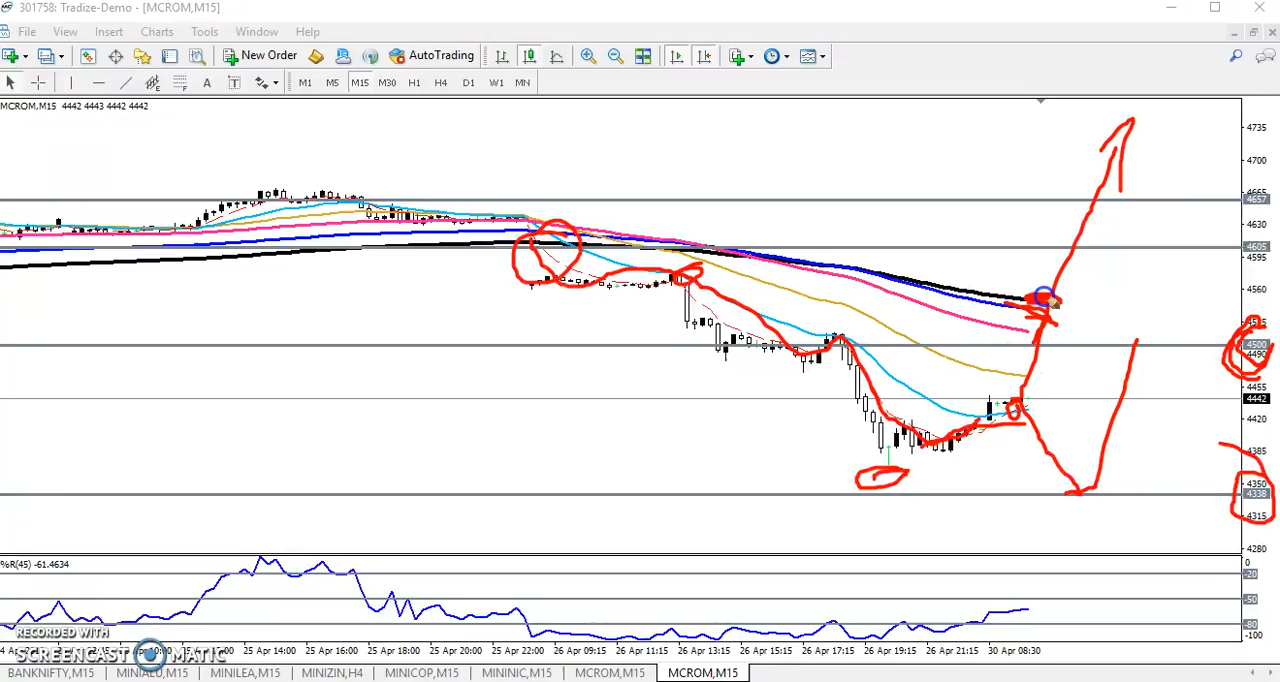 301758: Tradize-Demo - [MCROM,M15]
File View Insert Charts Tools Window Help
New Order AutoTrading
A T M1 M5 M15 M30 H1 H4 D1 W1 MN
MCROM,M15 4442 4443 4442 4442
4735
4700
4665
4657
4630
4605
4595
4560
4500
4490
4455
4442
4420
4385
4350
4338
4315
4280
%R(45) -61.4634
0
-20
-50
-80
-100
RECORDED WITH
SCREENCAST MATIC
25 Apr 14:00 25 Apr 16:00 25 Apr 18:00 25 Apr 20:00 25 Apr 22:00 26 Apr 09:15 26 Apr 11:15 26 Apr 13:15 26 Apr 15:15 26 Apr 17:15 26 Apr 19:15 26 Apr 21:15 30 Apr 08:30
BANKNIFTY,M15 MINIALU,M15 MINILEA,M15 MINIZIN,H4 MINICOP,M15 MININIC,M15 MCROM,M15 MCROM,M15